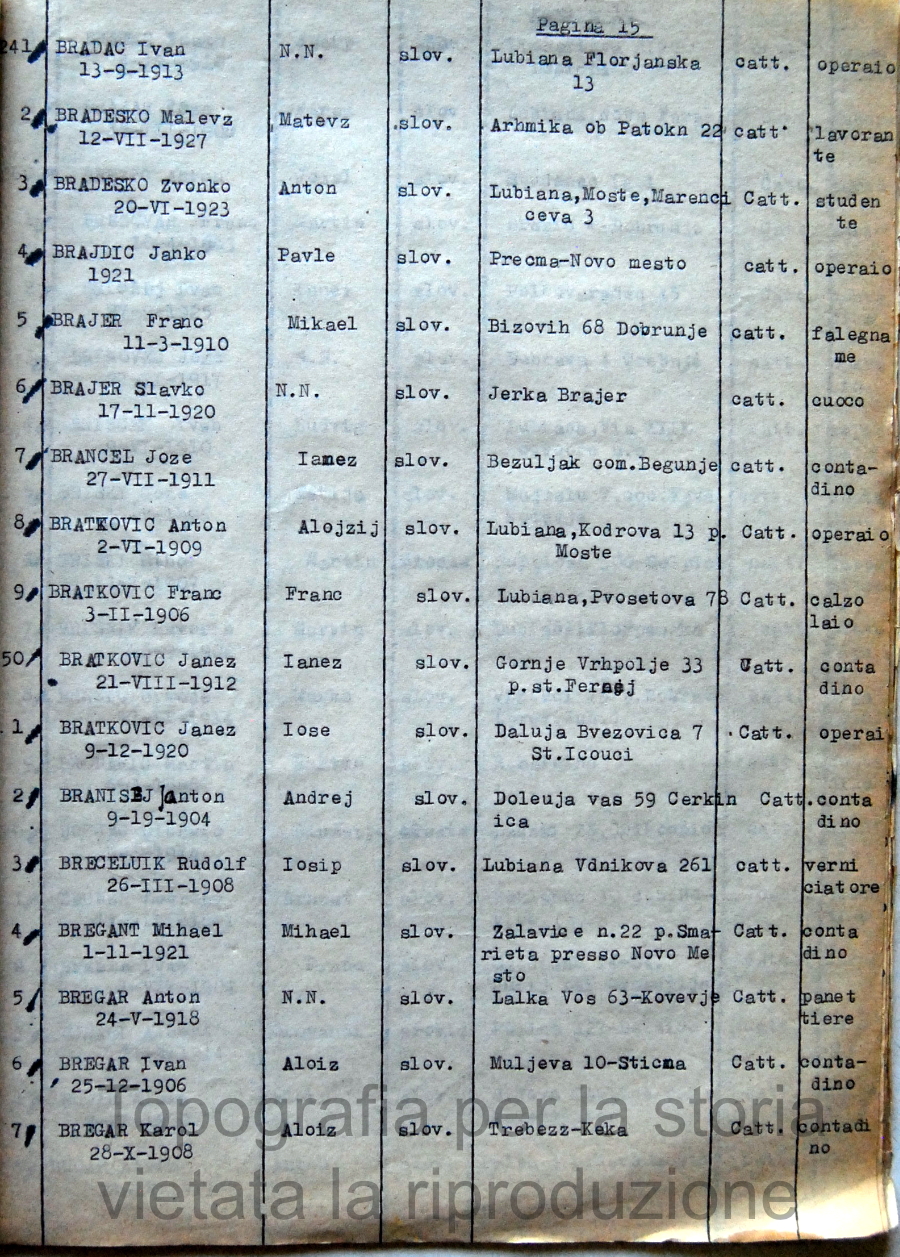 Pagina 15
241 BRADAC Ivan N.N. slov. Lubiana Florjanska catt. operaio
13-9-1913 13
2 BRADESKO Malevz Matevz slov. Arhmika ob Patokn 22 catt lavoran
12-VII-1927 te
3 BRADESKO Zvonko Anton slov. Lubiana,Moste,Marenci Catt. studen
20-VI-1923 ceva 3 te
4 BRAJDIC Janko Pavle slov. Precma-Novo mesto catt. operaio
1921
5 BRAJER Franc Mikael slov. Bizovih 68 Dobrunje catt. falegna
11-3-1910 me
6 BRAJER Slavko N.N. slov. Jerka Brajer catt. cuoco
17-11-1920
7 BRANCEL Joze Ianez slov. Bezuljak com.Begunje catt. conta-
27-VII-1911 dino
8 BRATKOVIC Anton Alojzij slov. Lubiana,Kodrova 13 p. Catt. operaio
2-VI-1909 Moste
9 BRATKOVIC Franc Franc slov. Lubiana,Pvosetova 78 Catt. calzo
3-II-1906 laio
50 BRATKOVIC Janez Ianez slov. Gornje Vrhpolje 33 Catt. conta
21-VIII-1912 p.st.Fernej dino
1 BRATKOVIC Janez Iose slov. Daluja Bvezovica 7 Catt. operai
9-12-1920 St.Icouci
2 BRANISEJ Anton Andrej slov. Doleuja vas 59 Cerkin Catt. conta
9-19-1904 ica dino
3 BRECELUIK Rudolf Iosip slov. Lubiana Vdnikova 261 catt. verni
26-III-1908 ciatore
4 BREGANT Mihael Mihael slov. Zalavice n.22 p.Sma- Catt. conta
1-11-1921 rieta presso Novo Me dino
sto
5 BREGAR Anton N.N. slov. Lalka Vos 63-Kovevje Catt. panet
24-V-1918 tiere
6 BREGAR Ivan Aloiz slov. Muljeva 10-Sticna Catt. conta-
25-12-1906 dino
7 BREGAR Karol Aloiz slov. Trebezz-Keka Catt. contadi
28-X-1908 no
Topografia per la storia
vietata la riproduzione